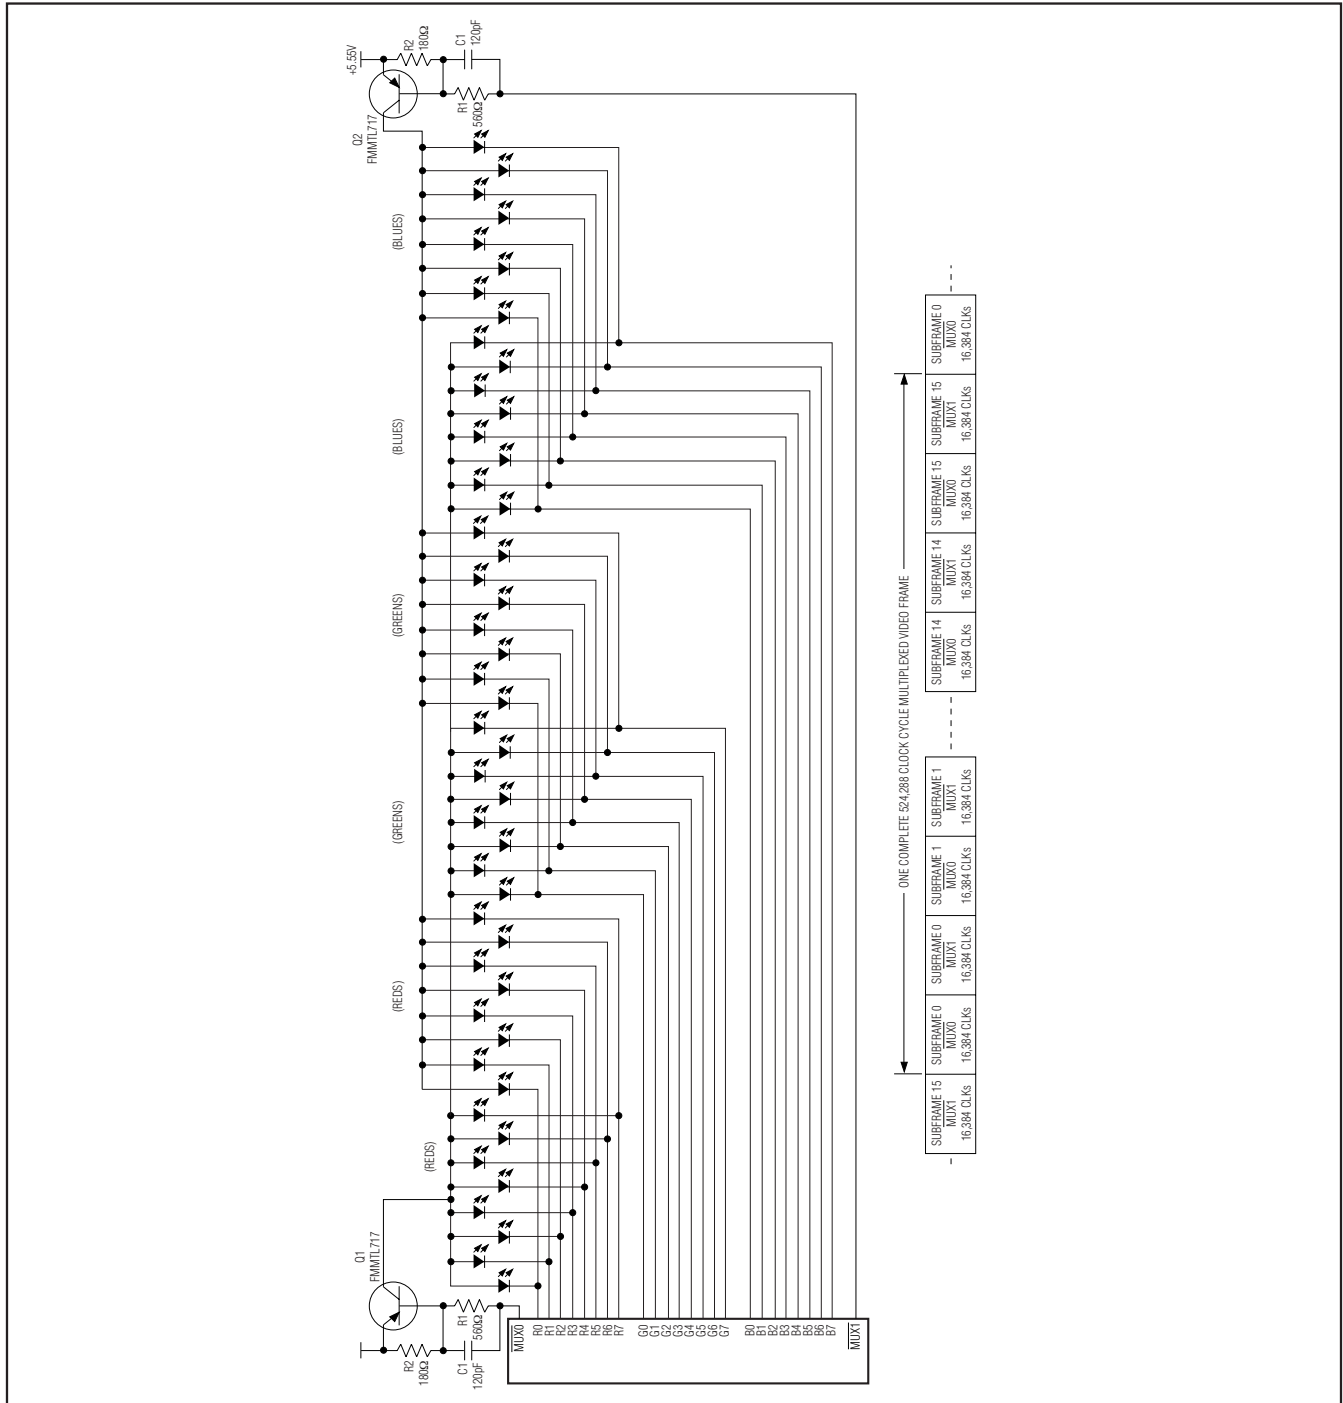 +5.55V
R2
180Ω
C1
120pF
R1
560Ω
Q2
FMMTL717
(BLUES)
(BLUES)
(GREENS)
(GREENS)
(REDS)
(REDS)
Q1
FMMTL717
R2
180Ω
C1
120pF
R1
560Ω
MUX0
R0
R1
R2
R3
R4
R5
R6
R7
G0
G1
G2
G3
G4
G5
G6
G7
B0
B1
B2
B3
B4
B5
B6
B7
MUX1
ONE COMPLETE 524,288 CLOCK CYCLE MULTIPLEXED VIDEO FRAME
SUBFRAME 15
MUX1
16,384 CLKs
SUBFRAME 0
MUX0
16,384 CLKs
SUBFRAME 0
MUX1
16,384 CLKs
SUBFRAME 1
MUX0
16,384 CLKs
SUBFRAME 1
MUX1
16,384 CLKs
SUBFRAME 14
MUX0
16,384 CLKs
SUBFRAME 14
MUX1
16,384 CLKs
SUBFRAME 15
MUX0
16,384 CLKs
SUBFRAME 15
MUX1
16,384 CLKs
SUBFRAME 0
MUX0
16,384 CLKs